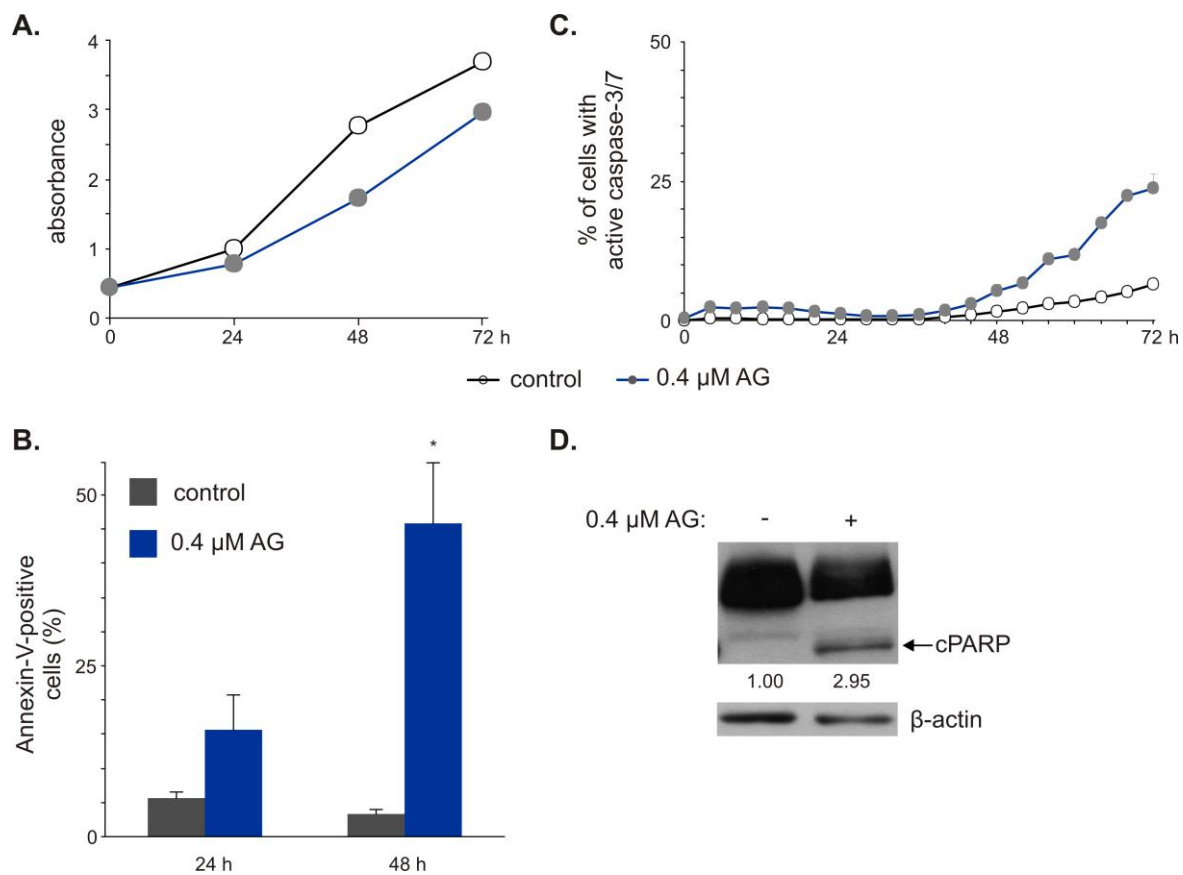 A.
absorbance
4
3
2
1
0
0 24 48 72 h
C.
% of cells with
active caspase-3/7
50
25
0
0 24 48 72 h
control
0.4 µM AG
B.
Annexin-V-positive
cells (%)
50
25
0
control
0.4 µM AG
*
24 h 48 h
D.
0.4 µM AG: - +
cPARP
1.00 2.95
β-actin